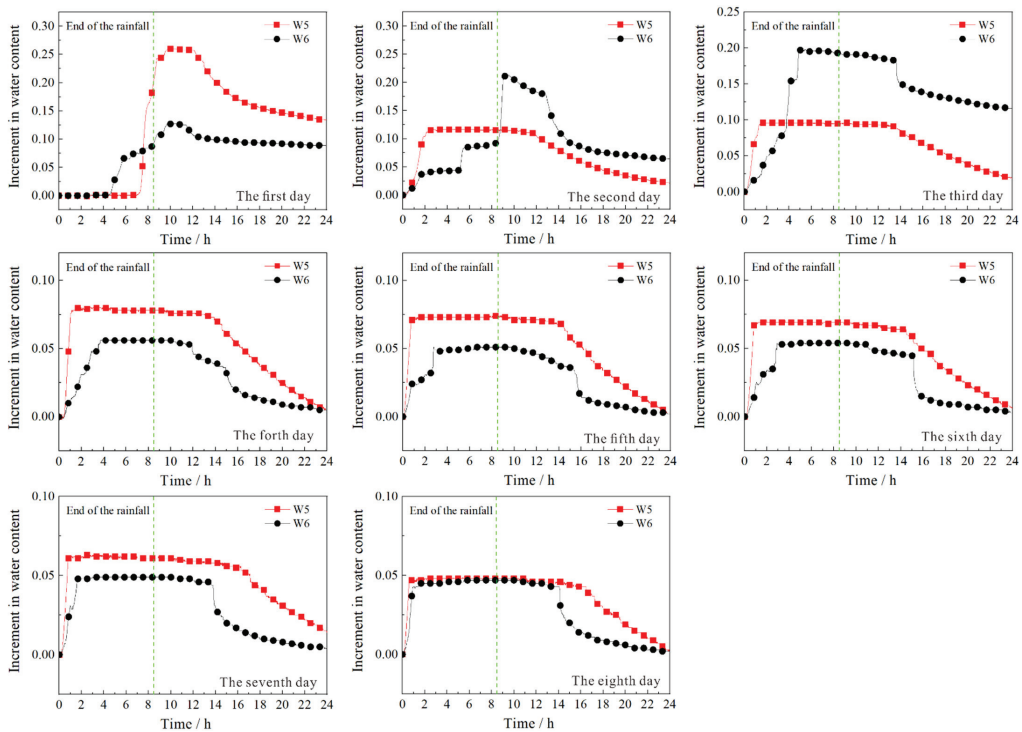 Increment in water content
0.30
0.25
0.20
0.15
0.10
0.05
0.00
End of the rainfall
W5
W6
The first day
0 2 4 6 8 10 12 14 16 18 20 22 24
Time / h
Increment in water content
0.30
0.25
0.20
0.15
0.10
0.05
0.00
End of the rainfall
W5
W6
The second day
0 2 4 6 8 10 12 14 16 18 20 22 24
Time / h
Increment in water content
0.25
0.20
0.15
0.10
0.05
0.00
End of the rainfall
W5
W6
The third day
0 2 4 6 8 10 12 14 16 18 20 22 24
Time / h
Increment in water content
0.10
0.05
0.00
End of the rainfall
W5
W6
The forth day
0 2 4 6 8 10 12 14 16 18 20 22 24
Time / h
Increment in water content
0.10
0.05
0.00
End of the rainfall
W5
W6
The fifth day
0 2 4 6 8 10 12 14 16 18 20 22 24
Time / h
Increment in water content
0.10
0.05
0.00
End of the rainfall
W5
W6
The sixth day
0 2 4 6 8 10 12 14 16 18 20 22 24
Time / h
Increment in water content
0.10
0.05
0.00
End of the rainfall
W5
W6
The seventh day
0 2 4 6 8 10 12 14 16 18 20 22 24
Time / h
Increment in water content
0.10
0.05
0.00
End of the rainfall
W5
W6
The eighth day
0 2 4 6 8 10 12 14 16 18 20 22 24
Time / h